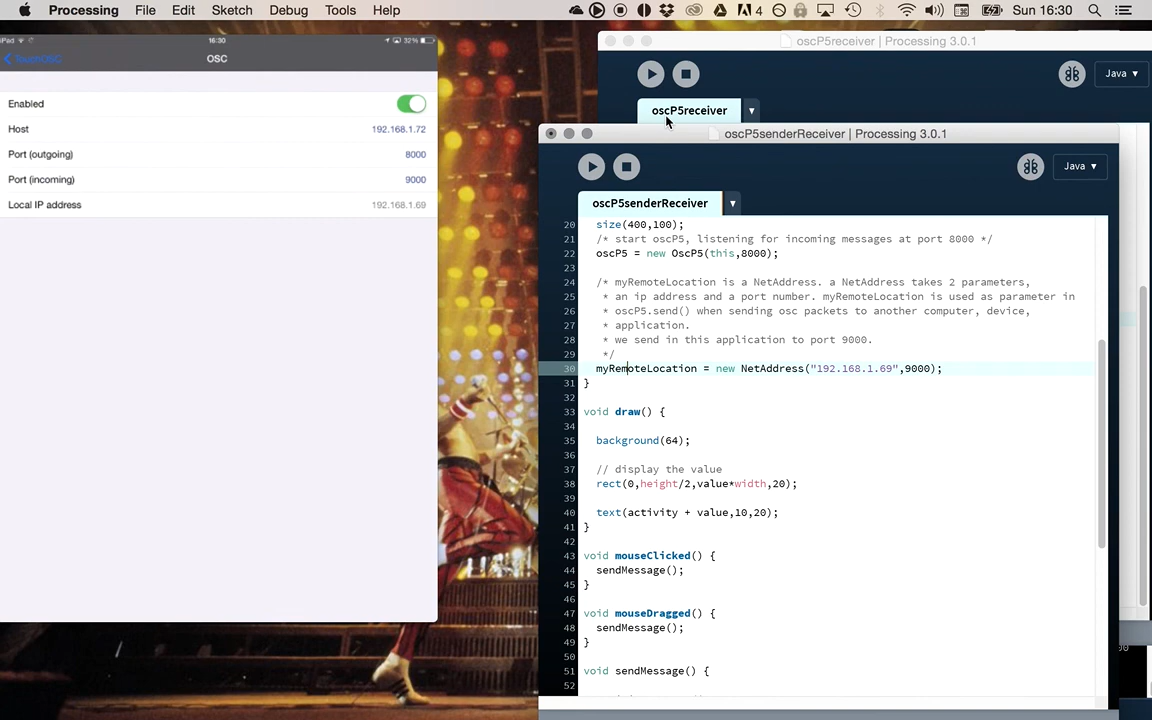 Processing File Edit Sketch Debug Tools Help
4 Sun 16:30
iPad 16:30 32%
TouchOSC OSC
Enabled
Host 192.168.1.72
Port (outgoing) 8000
Port (incoming) 9000
Local IP address 192.168.1.69
oscP5receiver | Processing 3.0.1
Java ▾
oscP5receiver ▾
oscP5senderReceiver | Processing 3.0.1
Java ▾
oscP5senderReceiver ▾
20 size(400,100);
21 /* start oscP5, listening for incoming messages at port 8000 */
22 oscP5 = new OscP5(this,8000);
23
24 /* myRemoteLocation is a NetAddress. a NetAddress takes 2 parameters,
25 * an ip address and a port number. myRemoteLocation is used as parameter in
26 * oscP5.send() when sending osc packets to another computer, device,
27 * application.
28 * we send in this application to port 9000.
29 */
30 myRemoteLocation = new NetAddress("192.168.1.69",9000);
31 }
32
33 void draw() {
34
35 background(64);
36
37 // display the value
38 rect(0,height/2,value*width,20);
39
40 text(activity + value,10,20);
41 }
42
43 void mouseClicked() {
44 sendMessage();
45 }
46
47 void mouseDragged() {
48 sendMessage();
49 }
50
51 void sendMessage() {
52